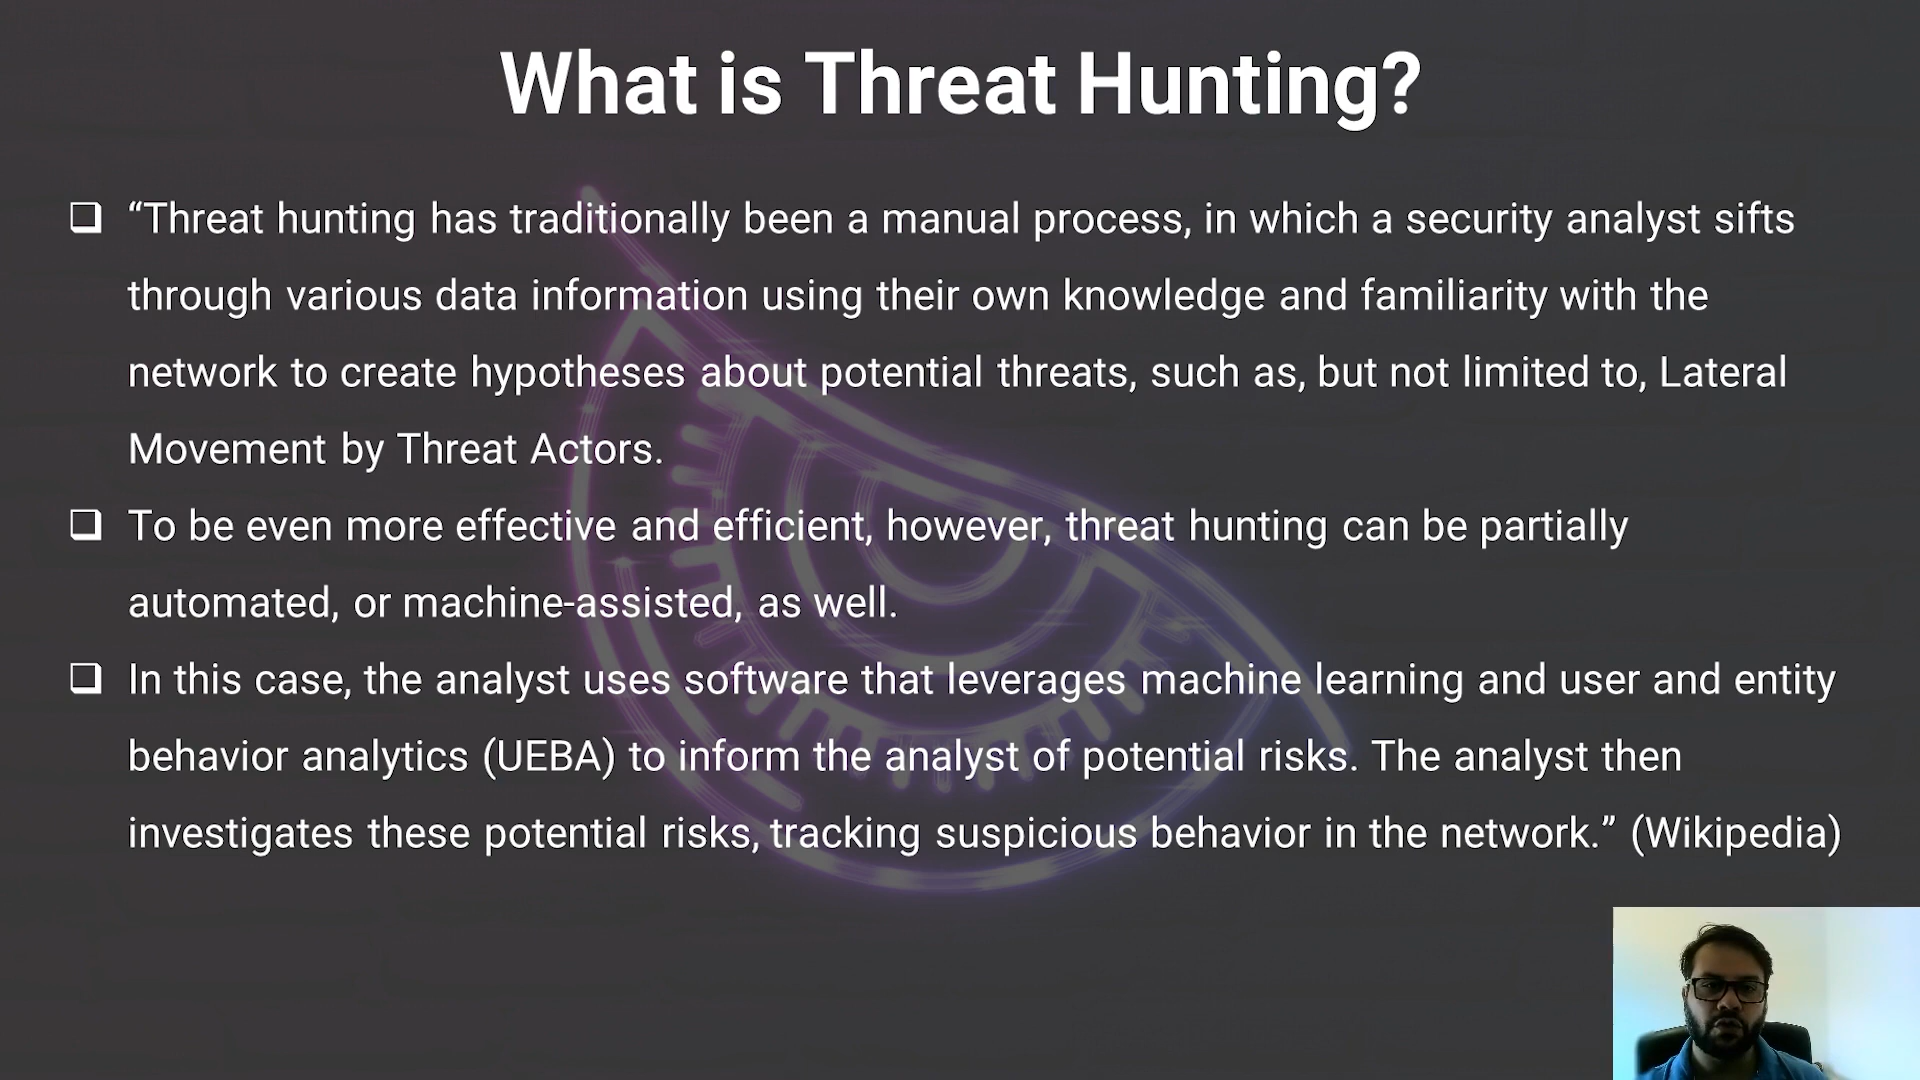 What is Threat Hunting?
“Threat hunting has traditionally been a manual process, in which a security analyst sifts
through various data information using their own knowledge and familiarity with the
network to create hypotheses about potential threats, such as, but not limited to, Lateral
Movement by Threat Actors.
To be even more effective and efficient, however, threat hunting can be partially
automated, or machine-assisted, as well.
In this case, the analyst uses software that leverages machine learning and user and entity
behavior analytics (UEBA) to inform the analyst of potential risks. The analyst then
investigates these potential risks, tracking suspicious behavior in the network.” (Wikipedia)